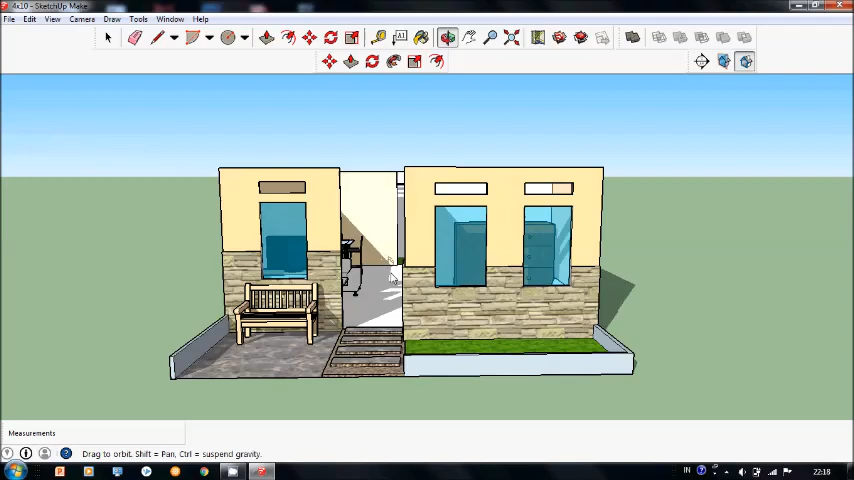 4x10 - SketchUp Make
File Edit View Camera Draw Tools Window Help
A1
Measurements
Drag to orbit. Shift = Pan, Ctrl = suspend gravity.
IN
22:18